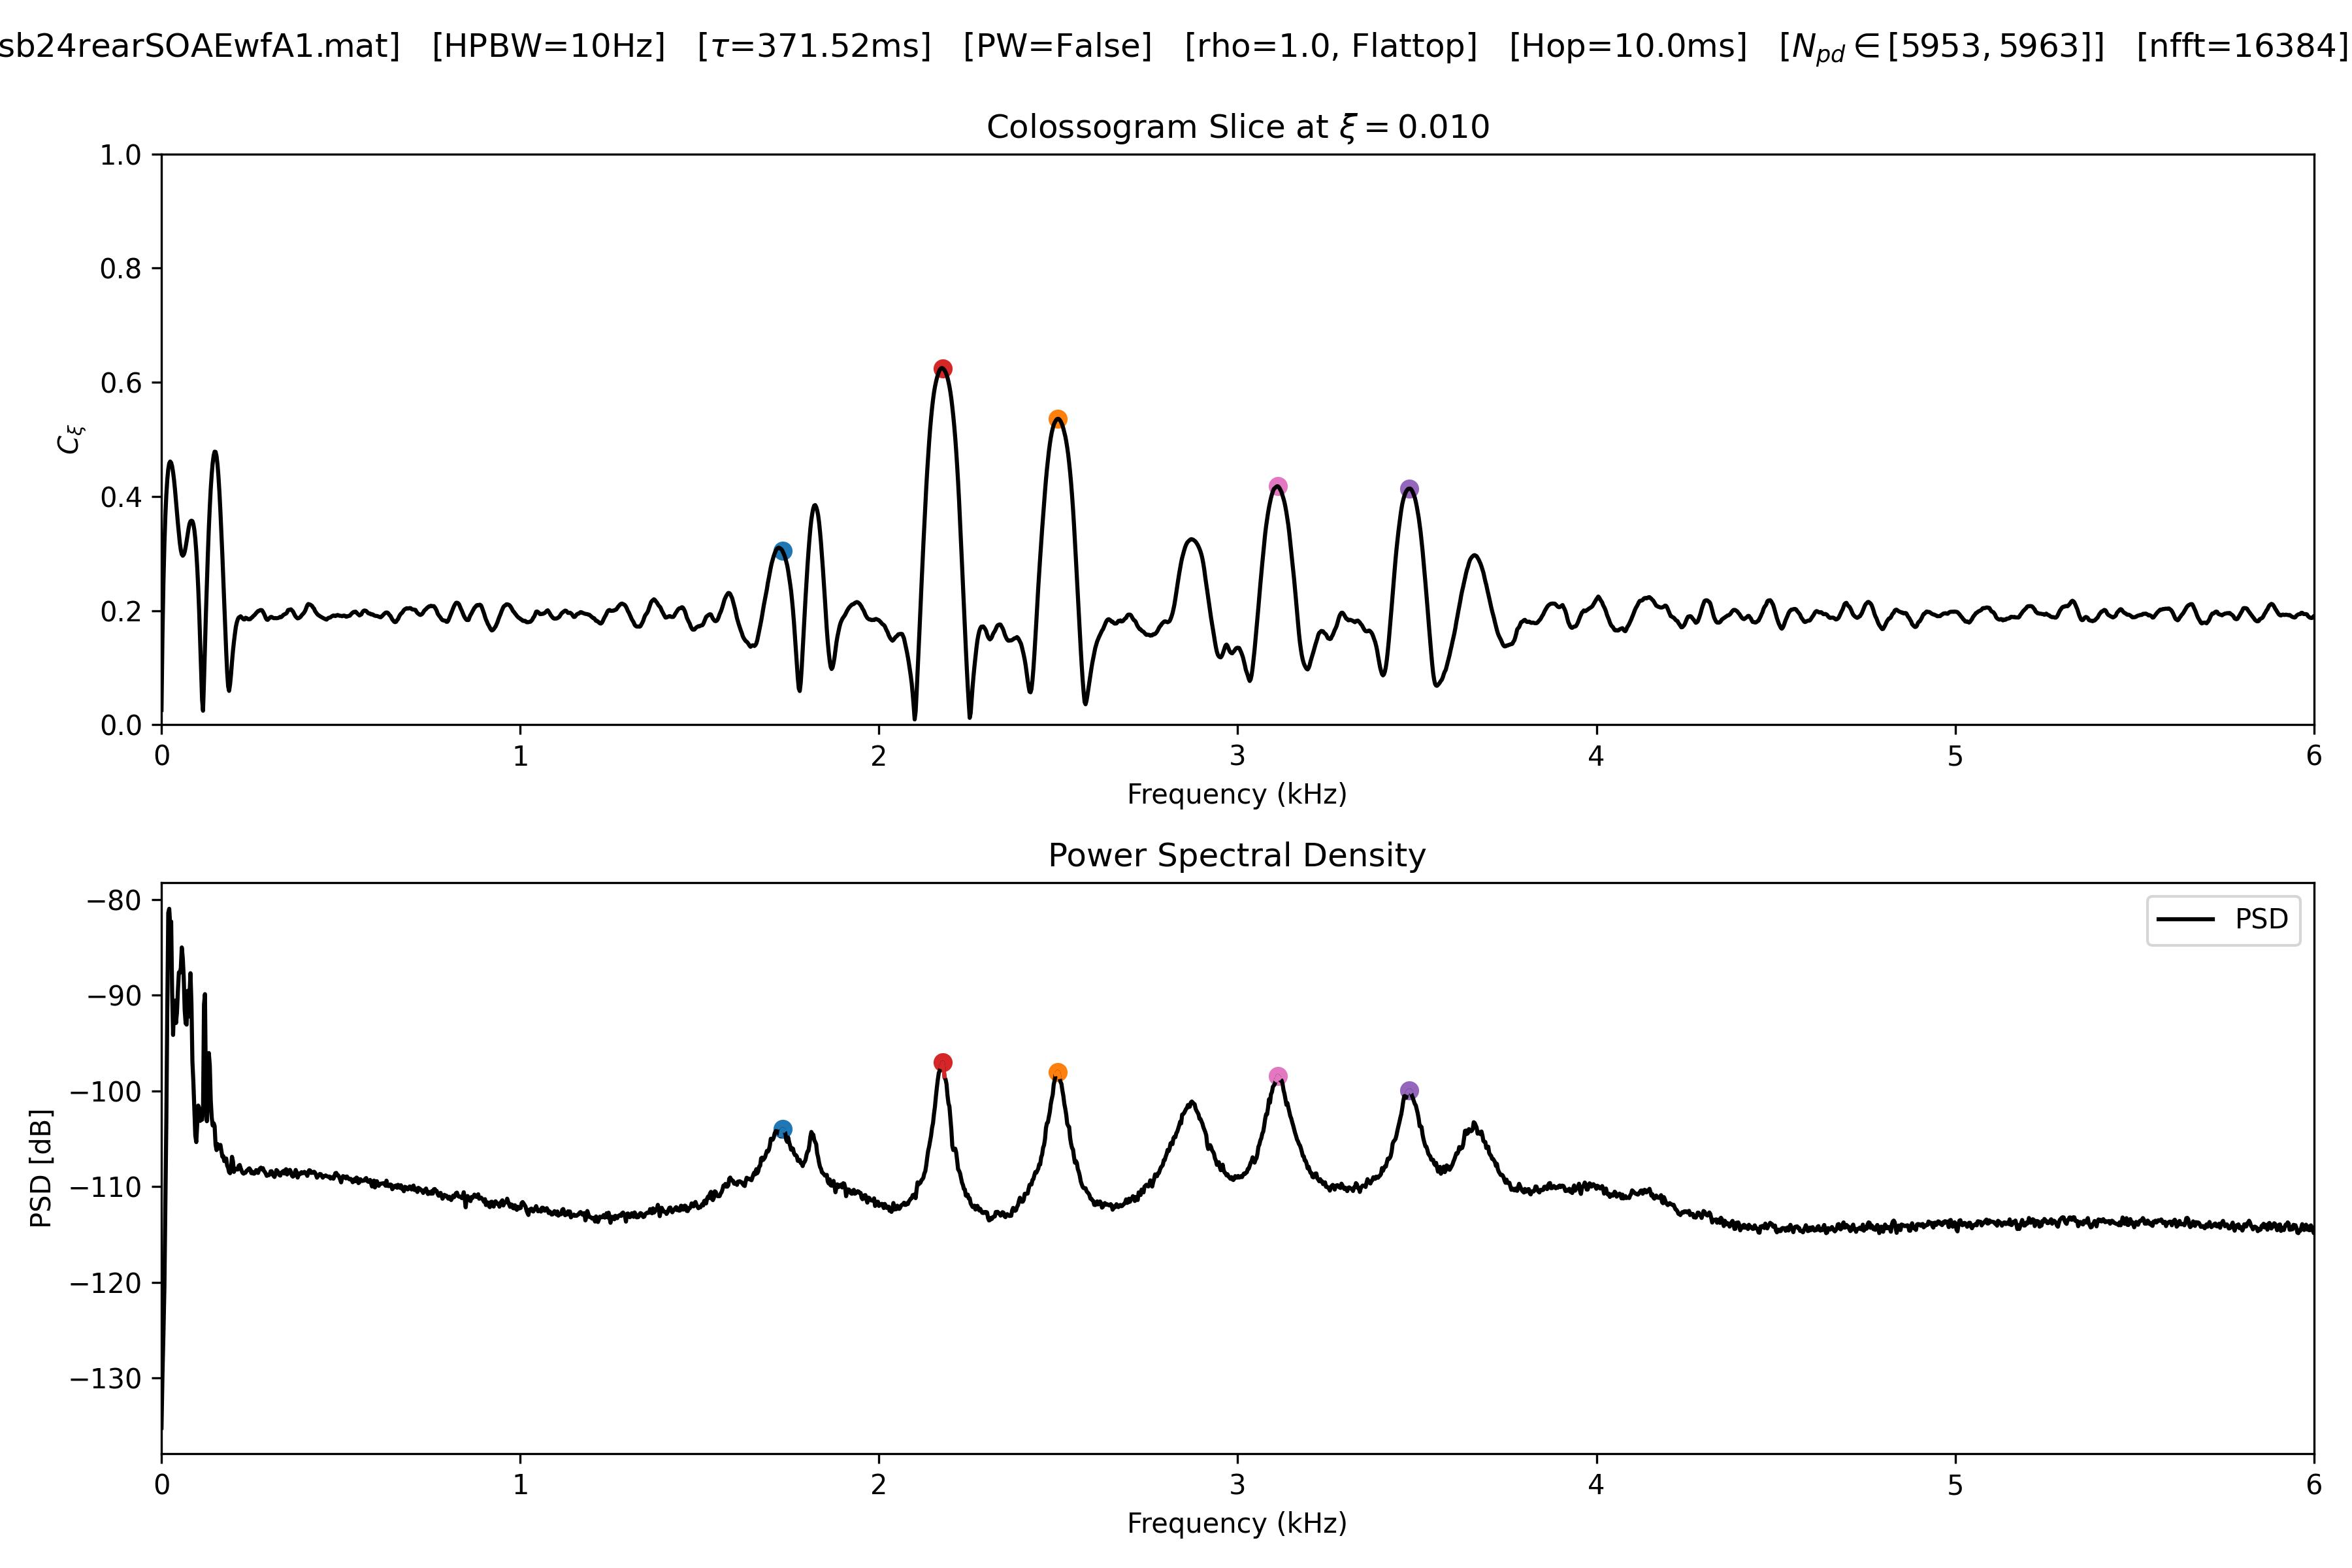 sb24rearSOAEwfA1.mat] [HPBW=10Hz] [τ=371.52ms] [PW=False] [rho=1.0, Flattop] [Hop=10.0ms] [N_pd ∈ [5953, 5963]] [nfft=16384]
Colossogram Slice at ξ = 0.010
1.0
0.8
0.6
0.4
0.2
0.0
C_ξ
0 1 2 3 4 5 6
Frequency (kHz)
Power Spectral Density
−80
−90
−100
−110
−120
−130
PSD [dB]
PSD
0 1 2 3 4 5 6
Frequency (kHz)